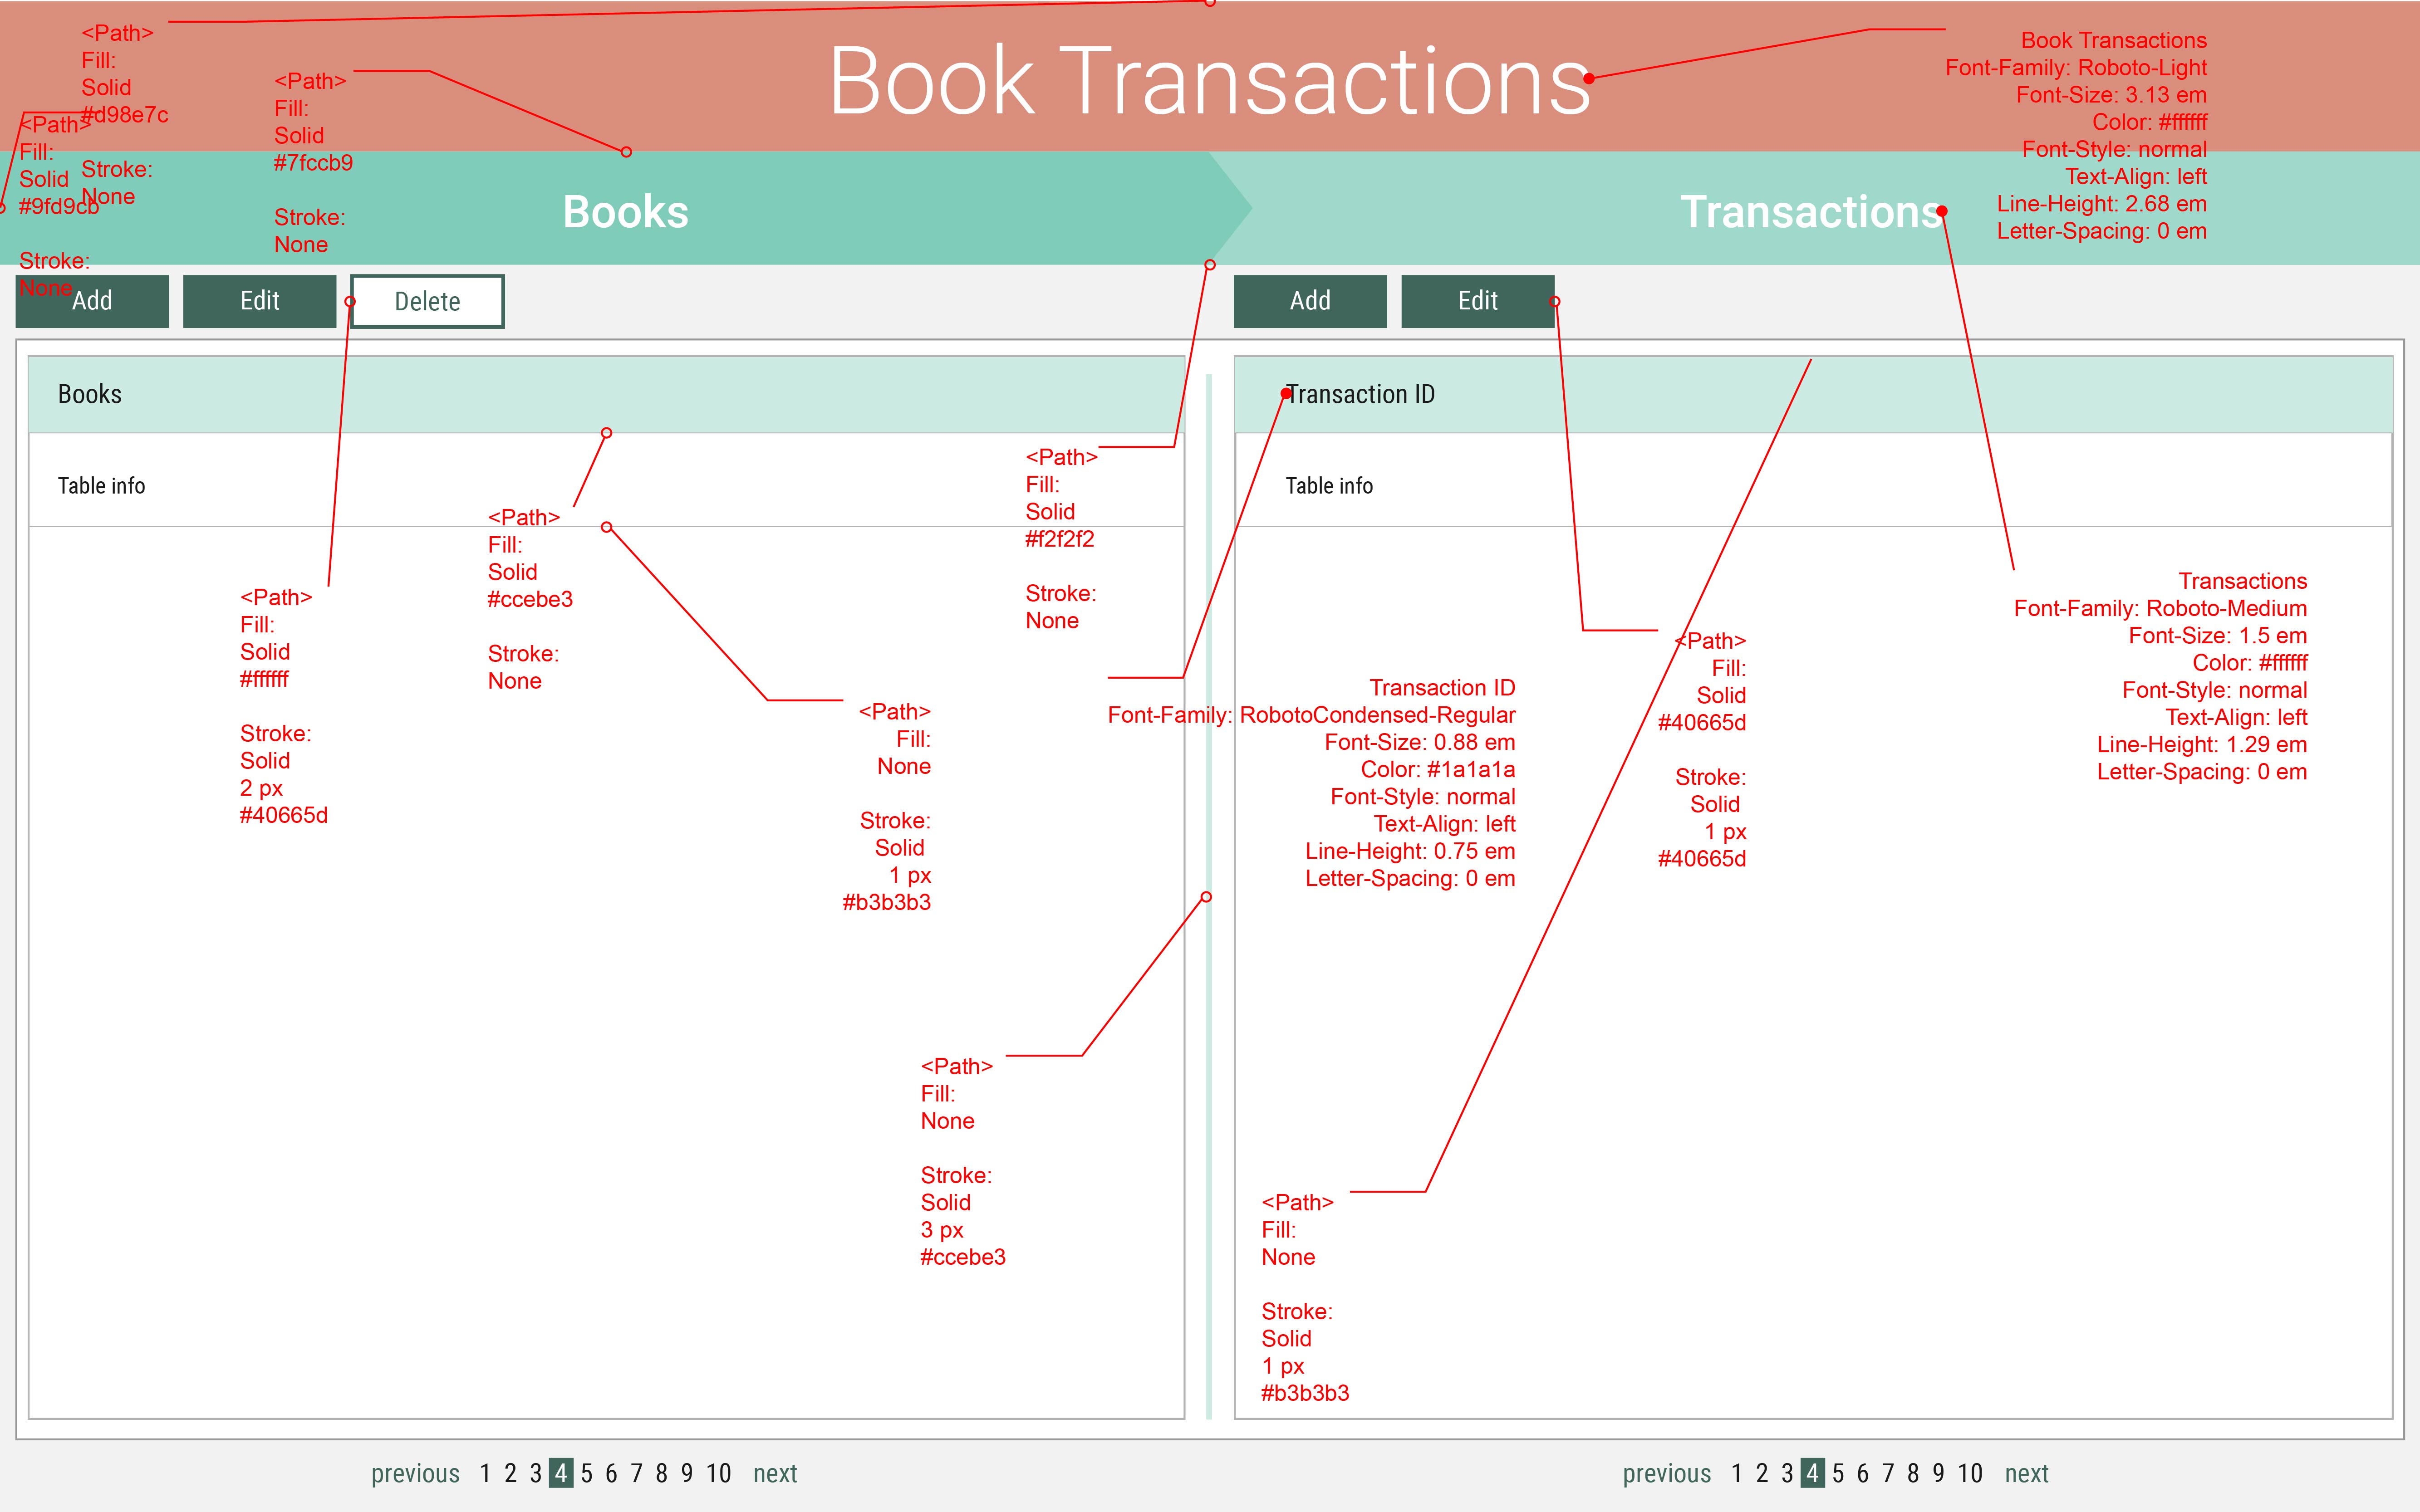 <Path>
Fill:
Solid
#d98e7c

Stroke:
None
<Path>
Fill:
Solid
#9fd9cb

Stroke:
None
<Path>
Fill:
Solid
#7fccb9

Stroke:
None
Book Transactions
Book Transactions
Font-Family: Roboto-Light
Font-Size: 3.13 em
Color: #ffffff
Font-Style: normal
Text-Align: left
Line-Height: 2.68 em
Letter-Spacing: 0 em
Books
Transactions
Add
Edit
Delete
Add
Edit
Books
Transaction ID
Table info
Table info
<Path>
Fill:
Solid
#ffffff

Stroke:
Solid
2 px
#40665d
<Path>
Fill:
Solid
#ccebe3

Stroke:
None
<Path>
Fill:
None

Stroke:
Solid
1 px
#b3b3b3
<Path>
Fill:
Solid
#f2f2f2

Stroke:
None
Transaction ID
Font-Family: RobotoCondensed-Regular
Font-Size: 0.88 em
Color: #1a1a1a
Font-Style: normal
Text-Align: left
Line-Height: 0.75 em
Letter-Spacing: 0 em
<Path>
Fill:
Solid
#40665d

Stroke:
Solid
1 px
#40665d
Transactions
Font-Family: Roboto-Medium
Font-Size: 1.5 em
Color: #ffffff
Font-Style: normal
Text-Align: left
Line-Height: 1.29 em
Letter-Spacing: 0 em
<Path>
Fill:
None

Stroke:
Solid
3 px
#ccebe3
<Path>
Fill:
None

Stroke:
Solid
1 px
#b3b3b3
previous 1 2 3 4 5 6 7 8 9 10 next
previous 1 2 3 4 5 6 7 8 9 10 next